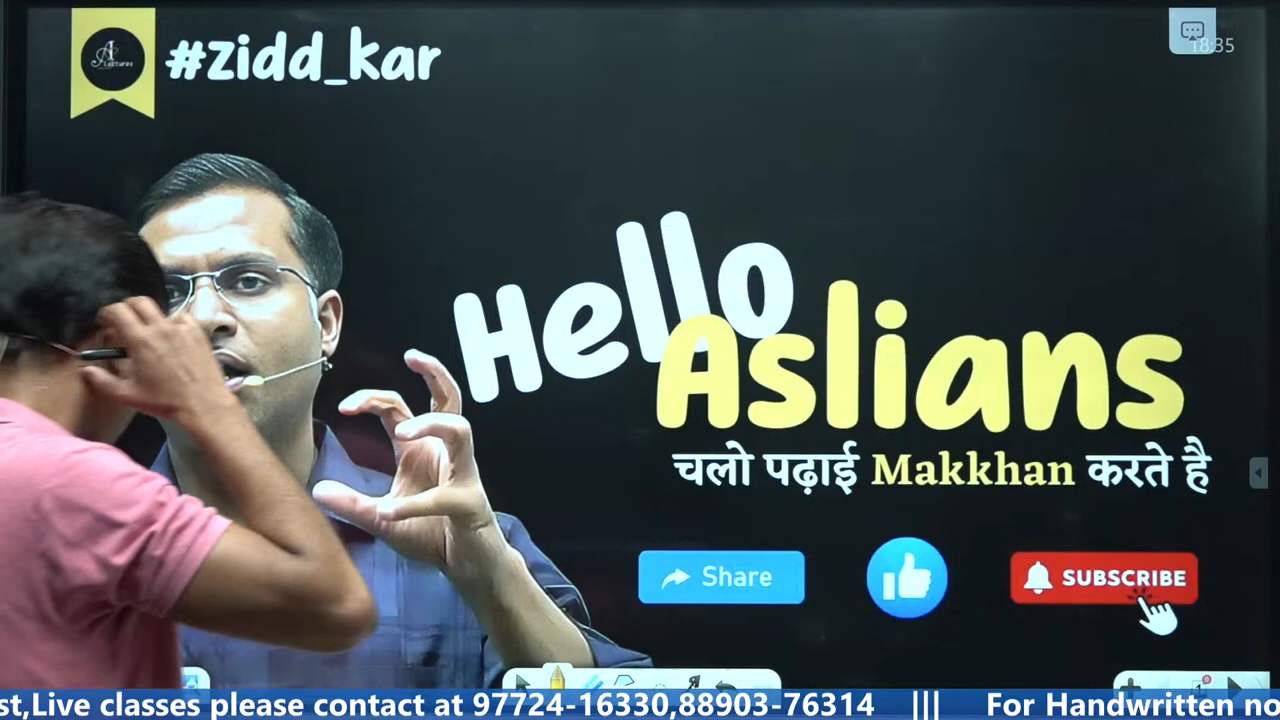 #zidd_kar
18:35
Hello
Aslians
चलो पढ़ाई Makkhan करते है
Share
SUBSCRIBE
st,Live classes please contact at 97724-16330,88903-76314 ||| For Handwritten no